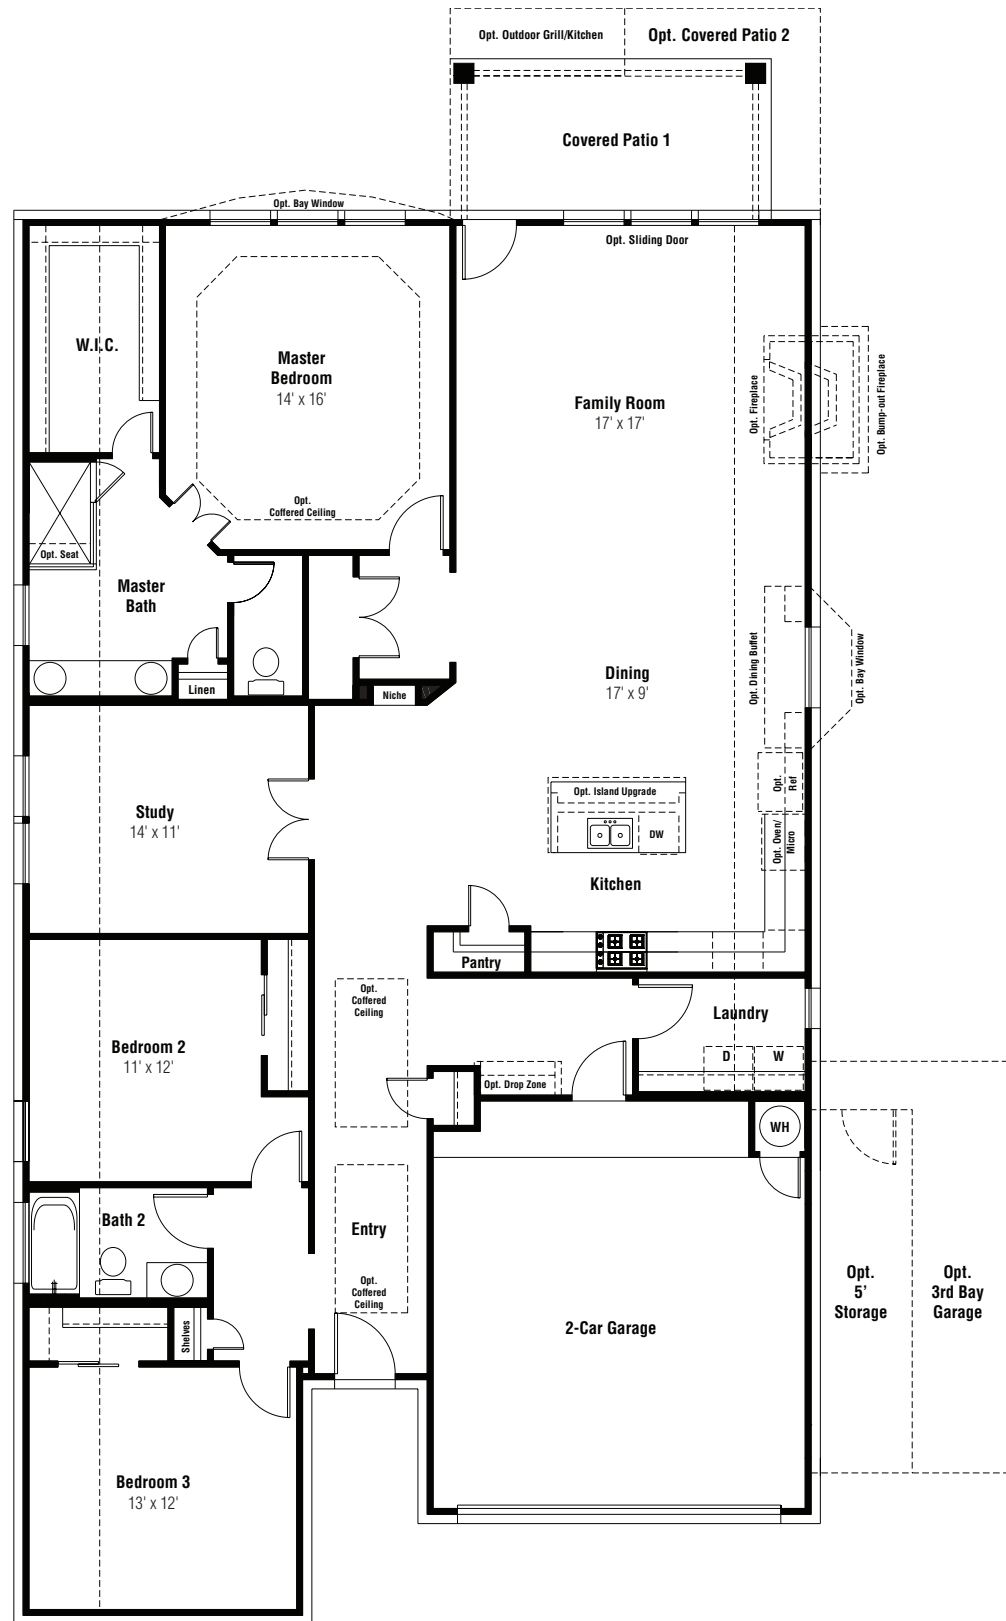 Opt. Outdoor Grill/Kitchen
Opt. Covered Patio 2
Covered Patio 1
Opt. Bay Window
Opt. Sliding Door
W.I.C.
Master
Bedroom
14' x 16'
Opt.
Coffered Ceiling
Family Room
17' x 17'
Opt. Fireplace
Opt. Bump-out Fireplace
Opt. Seat
Master
Bath
Linen
Niche
Dining
17' x 9'
Opt. Dining Buffet
Opt. Bay Window
Study
14' x 11'
Opt. Island Upgrade
DW
Kitchen
Opt.
Ref
Opt. Oven/
Micro
Pantry
Opt.
Coffered
Ceiling
Laundry
D
W
Bedroom 2
11' x 12'
Opt. Drop Zone
WH
Bath 2
Entry
Opt.
Coffered
Ceiling
Shelves
2-Car Garage
Opt.
5'
Storage
Opt.
3rd Bay
Garage
Bedroom 3
13' x 12'